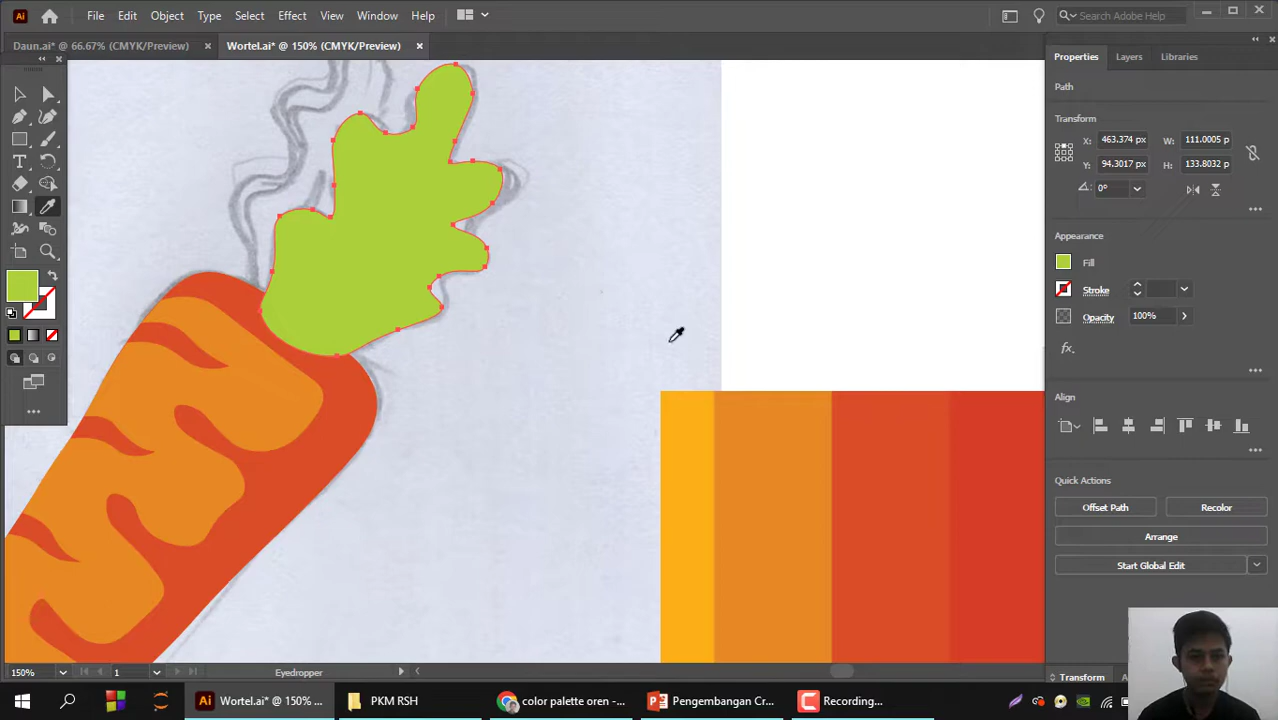 Ai File Edit Object Type Select Effect View Window Help Search Adobe Help
Daun.ai* @ 66.67% (CMYK/Preview) × Wortel.ai* @ 150% (CMYK/Preview) ×
Properties Layers Libraries
Path
Transform
X: 463.374 px W: 111.0005 p
Y: 94.3017 px H: 133.8032 p
0°
Appearance
Fill
Stroke
Opacity 100%
fx.
Align
Quick Actions
Offset Path Recolor
Arrange
Start Global Edit
150% 1 Eyedropper
Transform
Ai Wortel.ai* @ 150% ... PKM RSH color palette oren -... Pengembangan Cr... Recording...